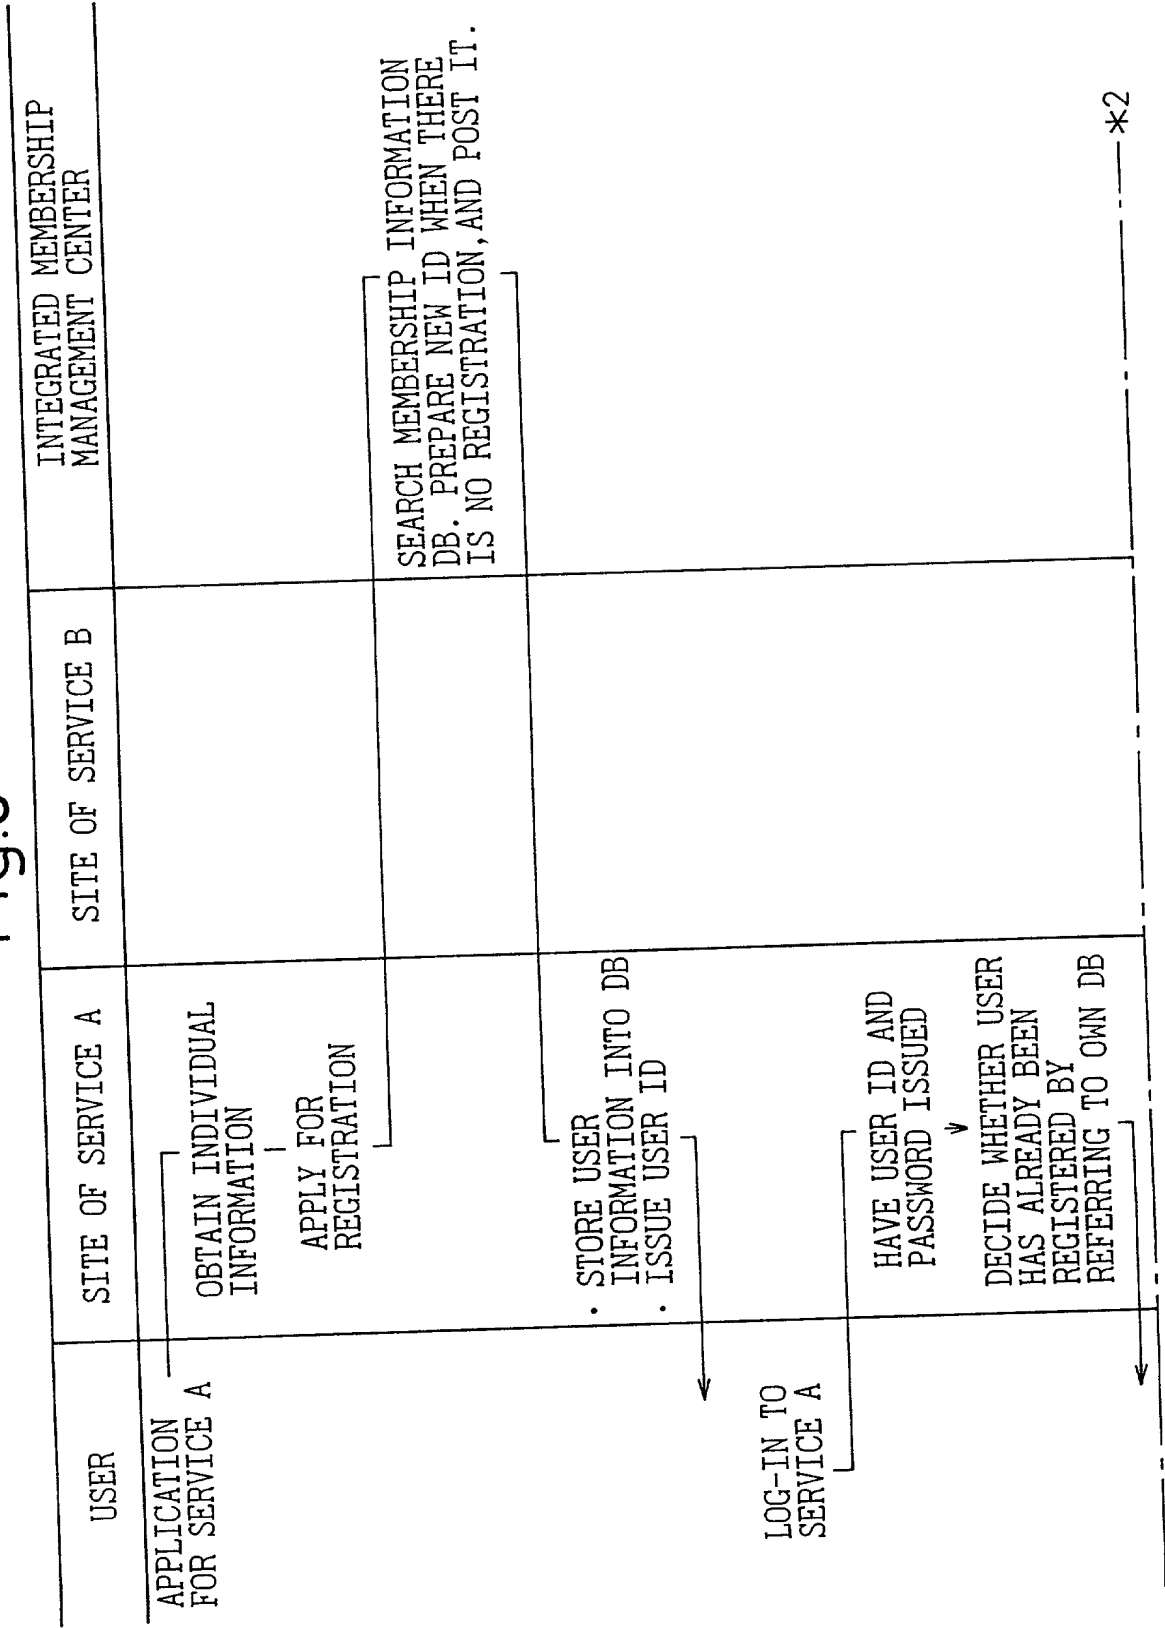 USER
SITE OF SERVICE A
SITE OF SERVICE B
INTEGRATED MEMBERSHIP
MANAGEMENT CENTER
APPLICATION
FOR SERVICE A
OBTAIN INDIVIDUAL
INFORMATION
APPLY FOR
REGISTRATION
SEARCH MEMBERSHIP INFORMATION
DB. PREPARE NEW ID WHEN THERE
IS NO REGISTRATION, AND POST IT.
· STORE USER
INFORMATION INTO DB
· ISSUE USER ID
LOG-IN TO
SERVICE A
HAVE USER ID AND
PASSWORD ISSUED
DECIDE WHETHER USER
HAS ALREADY BEEN
REGISTERED BY
REFERRING TO OWN DB
*2